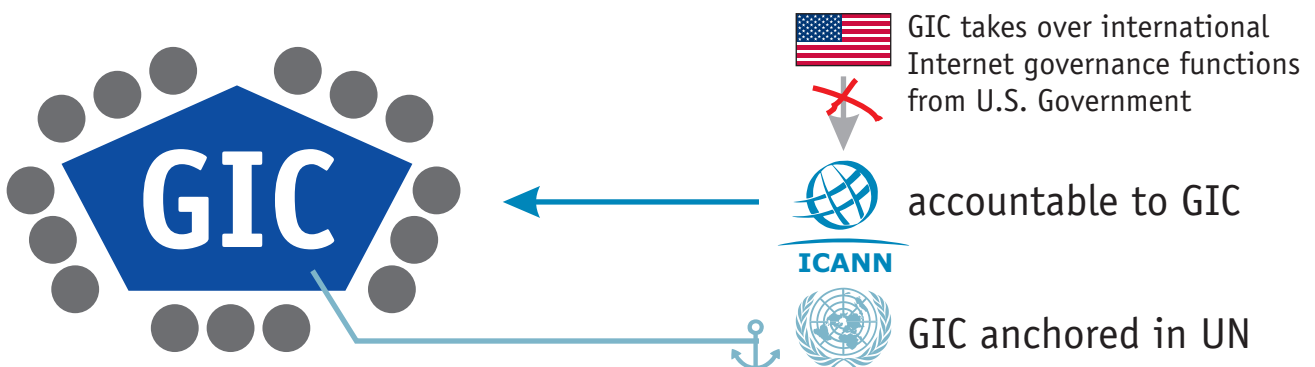 GIC
GIC takes over international
Internet governance functions
from U.S. Government
accountable to GIC
ICANN
GIC anchored in UN